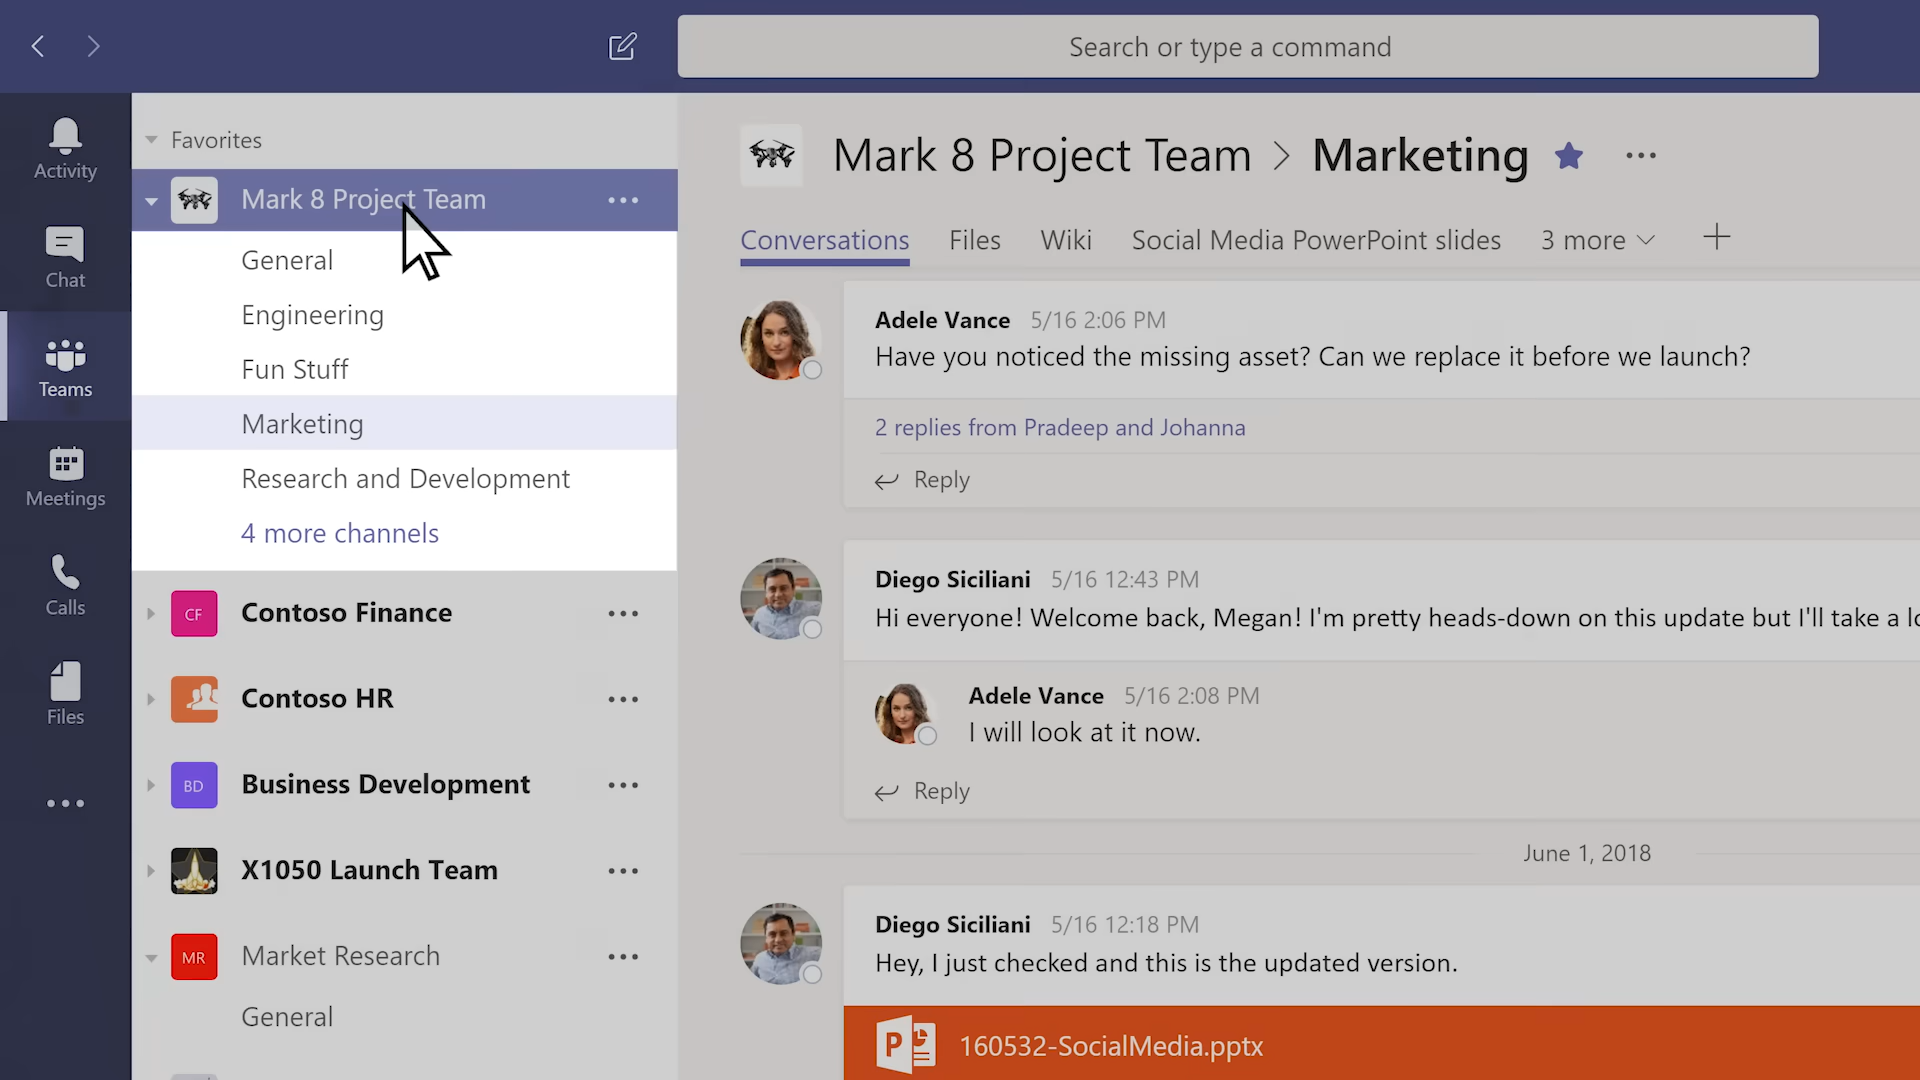 Search or type a command
Activity
Chat
Teams
Meetings
Calls
Files
Favorites
Mark 8 Project Team
General
Engineering
Fun Stuff
Marketing
Research and Development
4 more channels
CF Contoso Finance
Contoso HR
BD Business Development
X1050 Launch Team
MR Market Research
General
Mark 8 Project Team > Marketing
Conversations Files Wiki Social Media PowerPoint slides 3 more
Adele Vance 5/16 2:06 PM
Have you noticed the missing asset? Can we replace it before we launch?
2 replies from Pradeep and Johanna
Reply
Diego Siciliani 5/16 12:43 PM
Hi everyone! Welcome back, Megan! I'm pretty heads-down on this update but I'll take a
Adele Vance 5/16 2:08 PM
I will look at it now.
Reply
June 1, 2018
Diego Siciliani 5/16 12:18 PM
Hey, I just checked and this is the updated version.
P 160532-SocialMedia.pptx